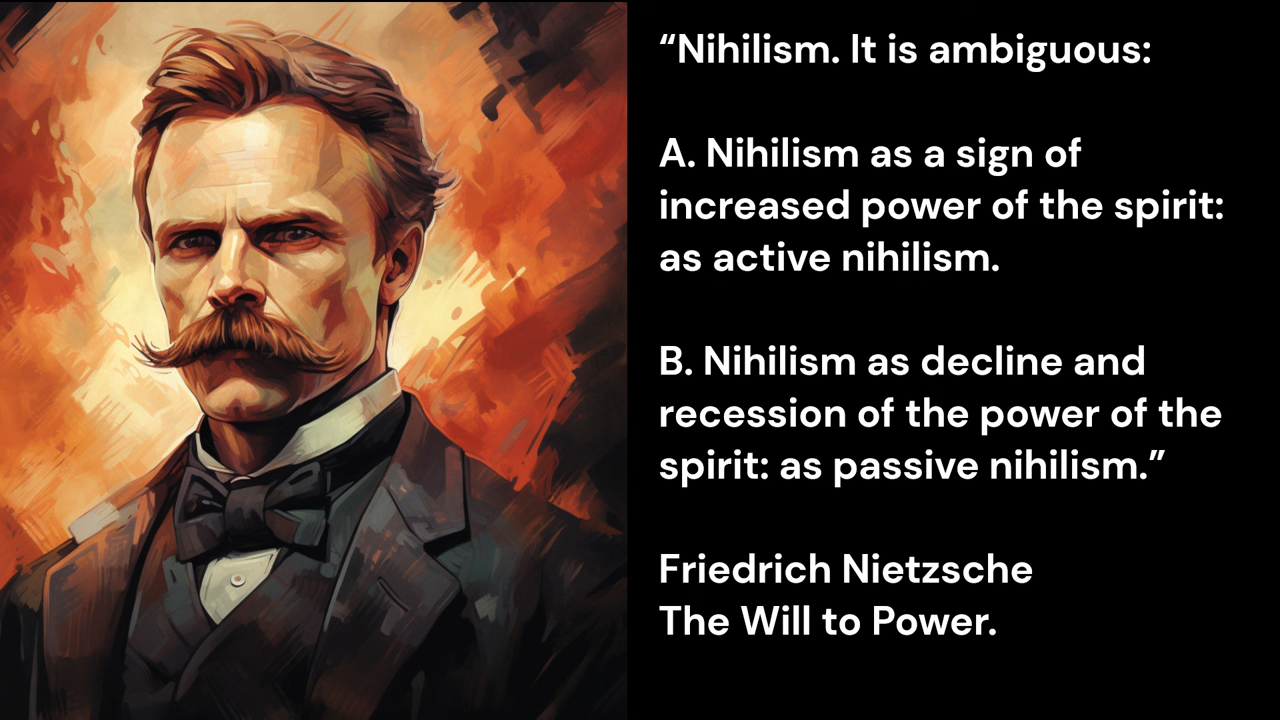 “Nihilism. It is ambiguous:
A. Nihilism as a sign of
increased power of the spirit:
as active nihilism.
B. Nihilism as decline and
recession of the power of the
spirit: as passive nihilism.”
Friedrich Nietzsche
The Will to Power.